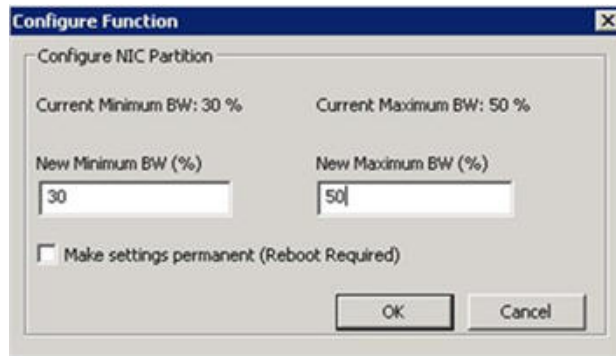 Configure Function
Configure NIC Partition
Current Minimum BW: 30 % Current Maximum BW: 50 %
New Minimum BW (%) New Maximum BW (%)
30 50
Make settings permanent (Reboot Required)
OK Cancel